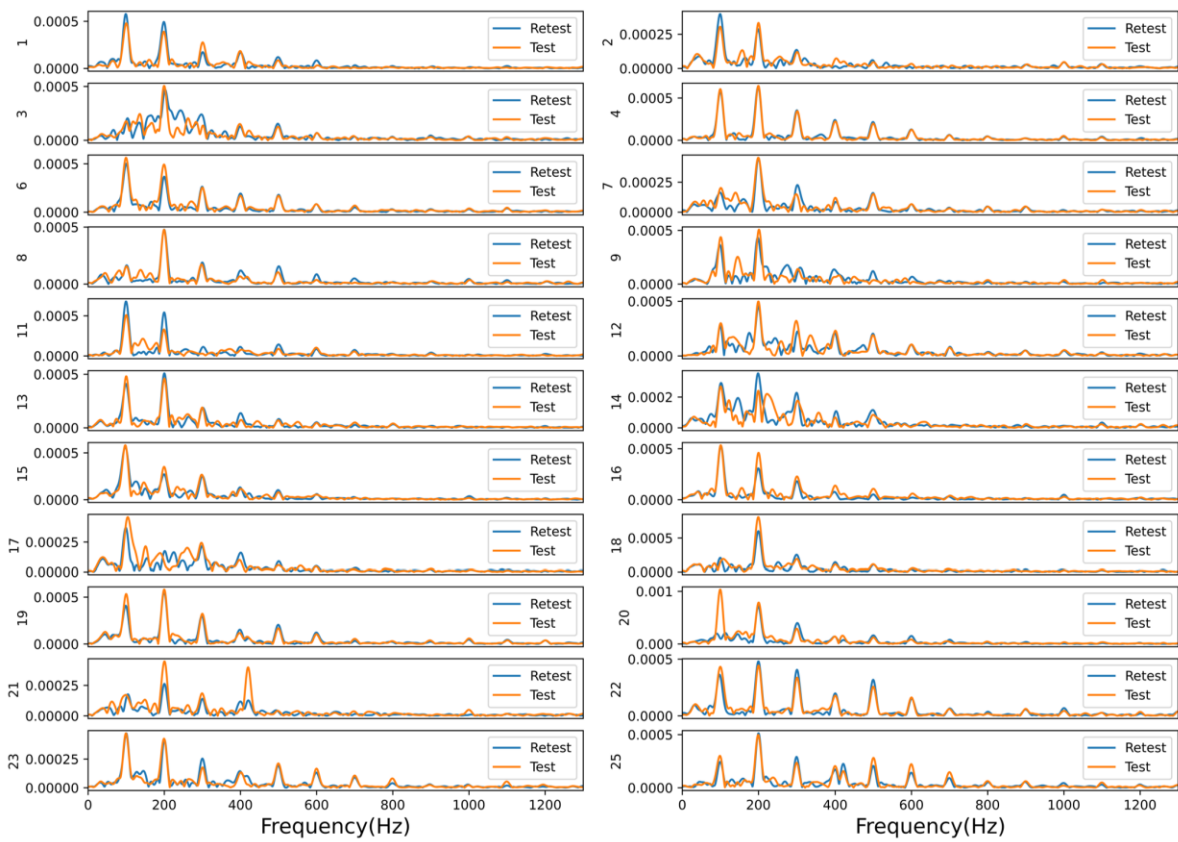 1
0.0005
0.0000
Retest
Test
2
0.00025
0.00000
Retest
Test
3
0.0005
0.0000
Retest
Test
4
0.0005
0.0000
Retest
Test
6
0.0005
0.0000
Retest
Test
7
0.00025
0.00000
Retest
Test
8
0.0005
0.0000
Retest
Test
9
0.0005
0.0000
Retest
Test
11
0.0005
0.0000
Retest
Test
12
0.0005
0.0000
Retest
Test
13
0.0005
0.0000
Retest
Test
14
0.0002
0.0000
Retest
Test
15
0.0005
0.0000
Retest
Test
16
0.0005
0.0000
Retest
Test
17
0.00025
0.00000
Retest
Test
18
0.0005
0.0000
Retest
Test
19
0.0005
0.0000
Retest
Test
20
0.001
0.000
Retest
Test
21
0.00025
0.00000
Retest
Test
22
0.0005
0.0000
Retest
Test
23
0.00025
0.00000
Retest
Test
25
0.0005
0.0000
Retest
Test
0 200 400 600 800 1000 1200
0 200 400 600 800 1000 1200
Frequency(Hz)
Frequency(Hz)